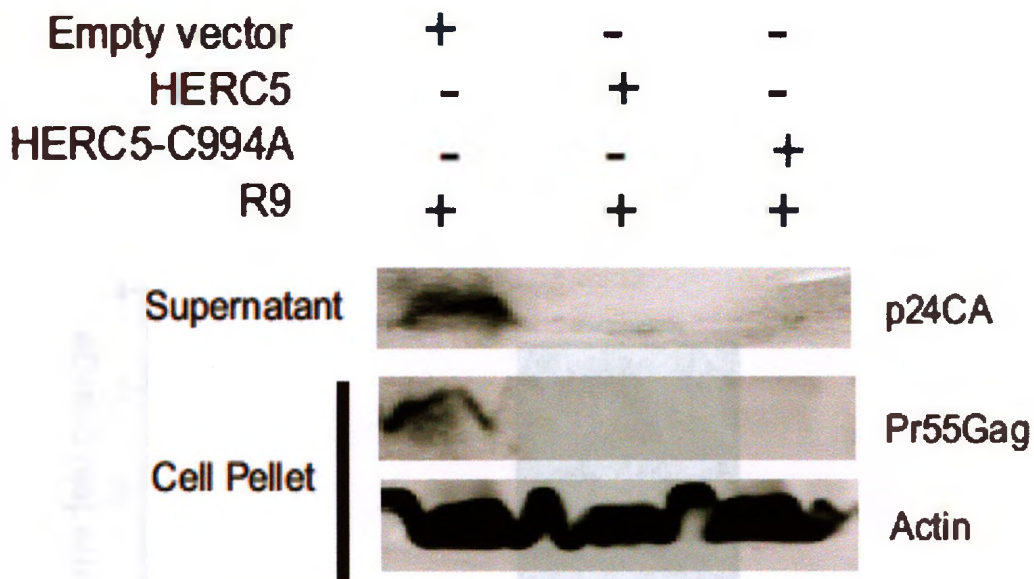 Empty vector + - -
HERC5 - + -
HERC5-C994A - - +
R9 + + +
Supernatant p24CA
Pr55Gag
Cell Pellet
Actin